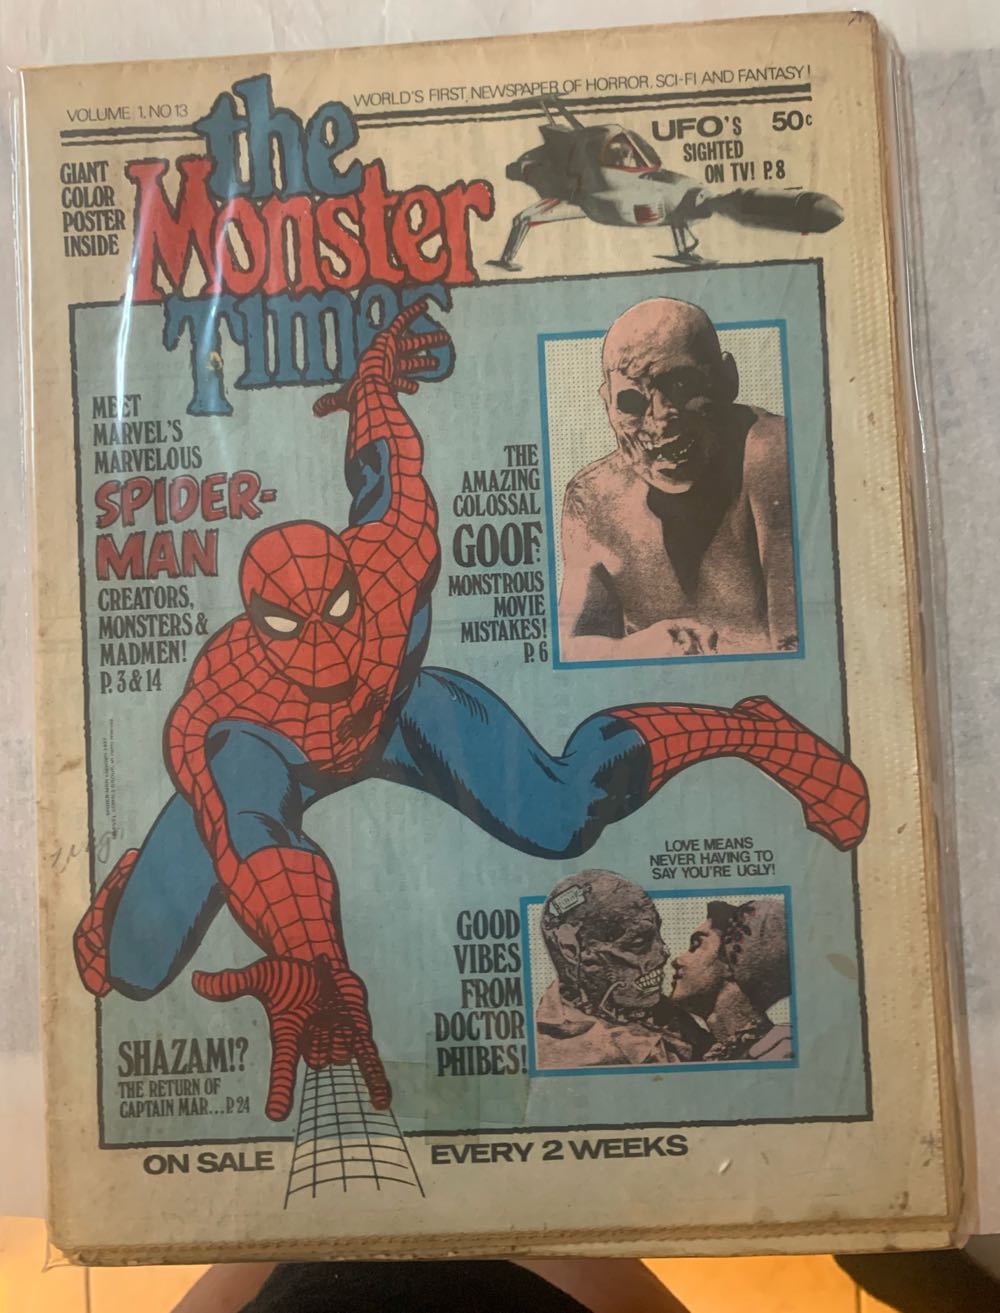 VOLUME 1, NO 13
WORLD'S FIRST NEWSPAPER OF HORROR, SCI-FI AND FANTASY!
the
Monster
Times
GIANT
COLOR
POSTER
INSIDE
UFO'S
SIGHTED
ON TV! P. 8
50c
MEET
MARVEL'S
MARVELOUS
SPIDER-
MAN
CREATORS,
MONSTERS &
MADMEN!
P. 3 & 14
THE
AMAZING
COLOSSAL
GOOF:
MONSTROUS
MOVIE
MISTAKES!
P. 6
LOVE MEANS
NEVER HAVING TO
SAY YOU'RE UGLY!
GOOD
VIBES
FROM
DOCTOR
PHIBES!
SHAZAM!?
THE RETURN OF
CAPTAIN MAR...P. 24
ON SALE
EVERY 2 WEEKS